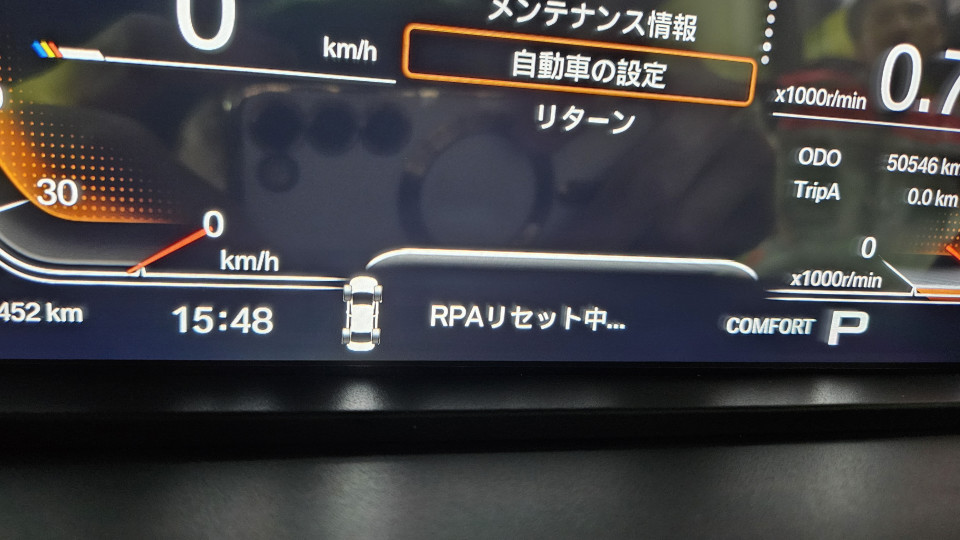 0
km/h
メンテナンス情報
自動車の設定
リターン
x1000r/min
ODO 50546 km
TripA 0.0 km
30
0
km/h
0
x1000r/min
452 km
15:48
RPAリセット中...
COMFORT P